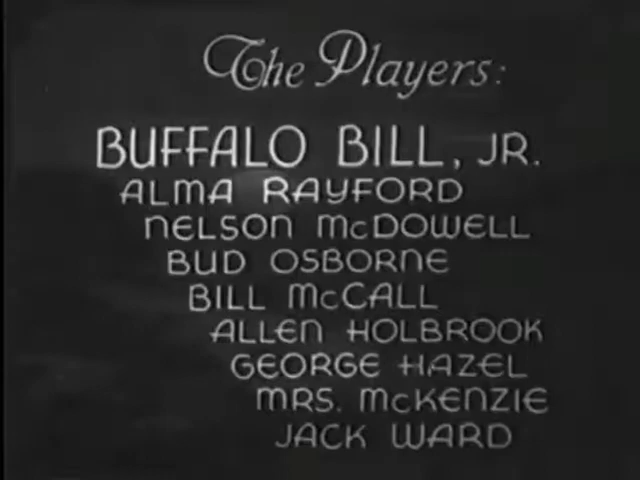 The Players:
BUFFALO BILL, JR.
ALMA RAYFORD
NELSON McDOWELL
BUD OSBORNE
BILL McCALL
ALLEN HOLBROOK
GEORGE HAZEL
MRS. McKENZIE
JACK WARD